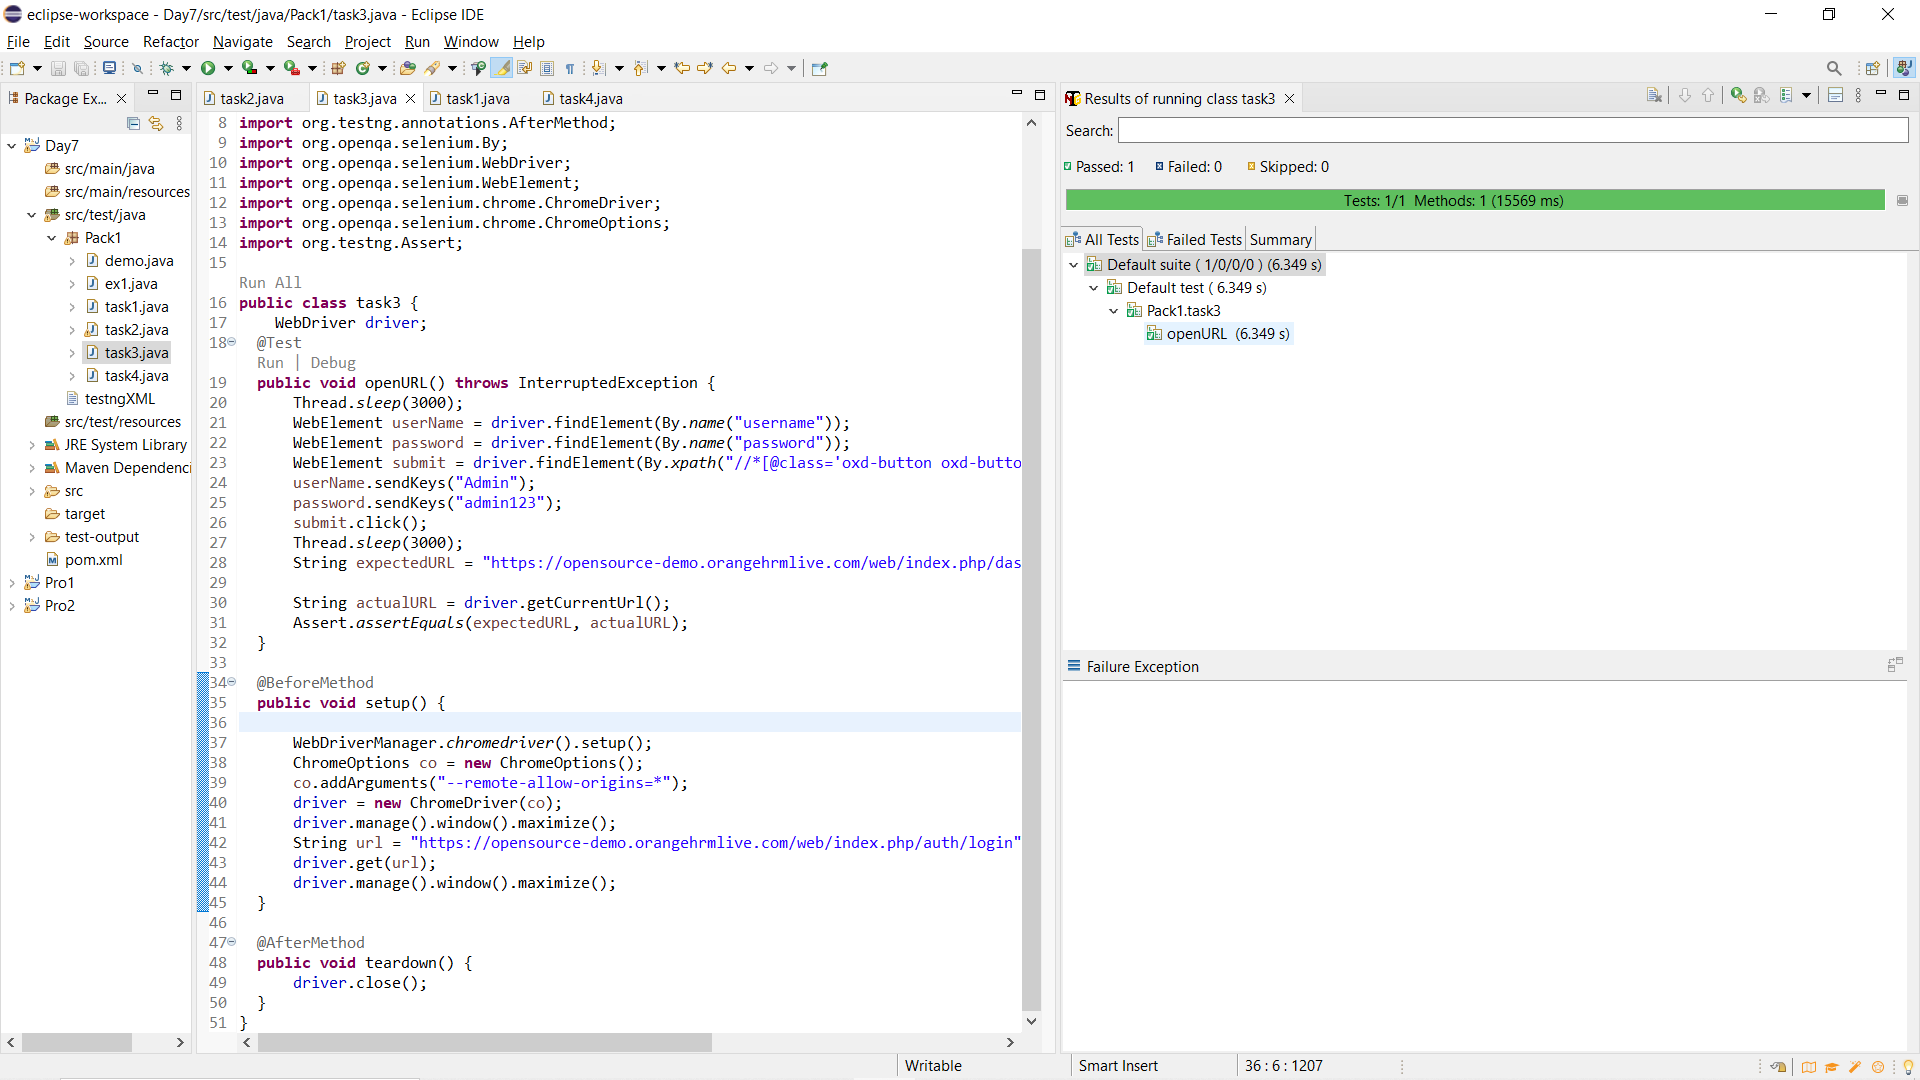 eclipse-workspace - Day7/src/test/java/Pack1/task3.java - Eclipse IDE
File Edit Source Refactor Navigate Search Project Run Window Help
Package Ex...
Day7
src/main/java
src/main/resources
src/test/java
Pack1
demo.java
ex1.java
task1.java
task2.java
task3.java
task4.java
testngXML
src/test/resources
JRE System Library
Maven Dependenci
src
target
test-output
pom.xml
Pro1
Pro2
task2.java task3.java task1.java task4.java
8 import org.testng.annotations.AfterMethod;
9 import org.openqa.selenium.By;
10 import org.openqa.selenium.WebDriver;
11 import org.openqa.selenium.WebElement;
12 import org.openqa.selenium.chrome.ChromeDriver;
13 import org.openqa.selenium.chrome.ChromeOptions;
14 import org.testng.Assert;
15
Run All
16 public class task3 {
17 WebDriver driver;
18 @Test
Run | Debug
19 public void openURL() throws InterruptedException {
20 Thread.sleep(3000);
21 WebElement userName = driver.findElement(By.name("username"));
22 WebElement password = driver.findElement(By.name("password"));
23 WebElement submit = driver.findElement(By.xpath("//*[@class='oxd-button oxd-butto
24 userName.sendKeys("Admin");
25 password.sendKeys("admin123");
26 submit.click();
27 Thread.sleep(3000);
28 String expectedURL = "https://opensource-demo.orangehrmlive.com/web/index.php/das
29
30 String actualURL = driver.getCurrentUrl();
31 Assert.assertEquals(expectedURL, actualURL);
32 }
33
34 @BeforeMethod
35 public void setup() {
36
37 WebDriverManager.chromedriver().setup();
38 ChromeOptions co = new ChromeOptions();
39 co.addArguments("--remote-allow-origins=*");
40 driver = new ChromeDriver(co);
41 driver.manage().window().maximize();
42 String url = "https://opensource-demo.orangehrmlive.com/web/index.php/auth/login"
43 driver.get(url);
44 driver.manage().window().maximize();
45 }
46
47 @AfterMethod
48 public void teardown() {
49 driver.close();
50 }
51 }
Results of running class task3
Search:
Passed: 1 Failed: 0 Skipped: 0
Tests: 1/1 Methods: 1 (15569 ms)
All Tests Failed Tests Summary
Default suite ( 1/0/0/0 ) (6.349 s)
Default test ( 6.349 s)
Pack1.task3
openURL (6.349 s)
Failure Exception
Writable Smart Insert 36 : 6 : 1207